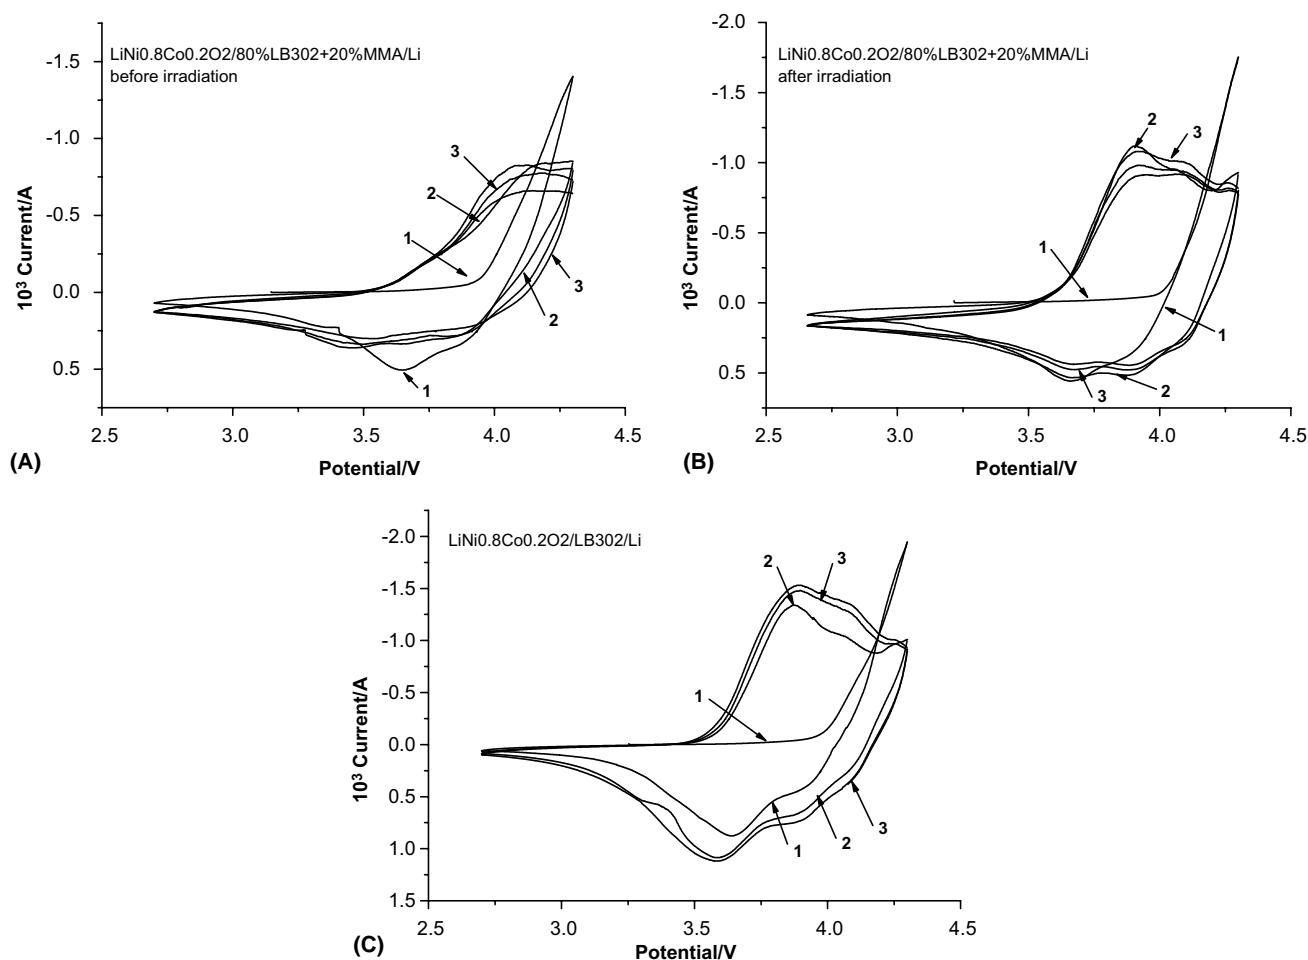 LiNi0.8Co0.2O2/80%LB302+20%MMA/Li
before irradiation
-1.5
-1.0
-0.5
0.0
0.5
10³ Current/A
3
2
1
3
2
1
2.5 3.0 3.5 4.0 4.5
Potential/V
(A)
-2.0
LiNi0.8Co0.2O2/80%LB302+20%MMA/Li
after irradiation
-1.5
-1.0
-0.5
0.0
0.5
10³ Current/A
2
3
1
1
3
2
2.5 3.0 3.5 4.0 4.5
Potential/V
(B)
-2.0
LiNi0.8Co0.2O2/LB302/Li
-1.5
-1.0
-0.5
0.0
0.5
1.0
1.5
10³ Current/A
2
3
1
1
2
3
2.5 3.0 3.5 4.0 4.5
Potential/V
(C)